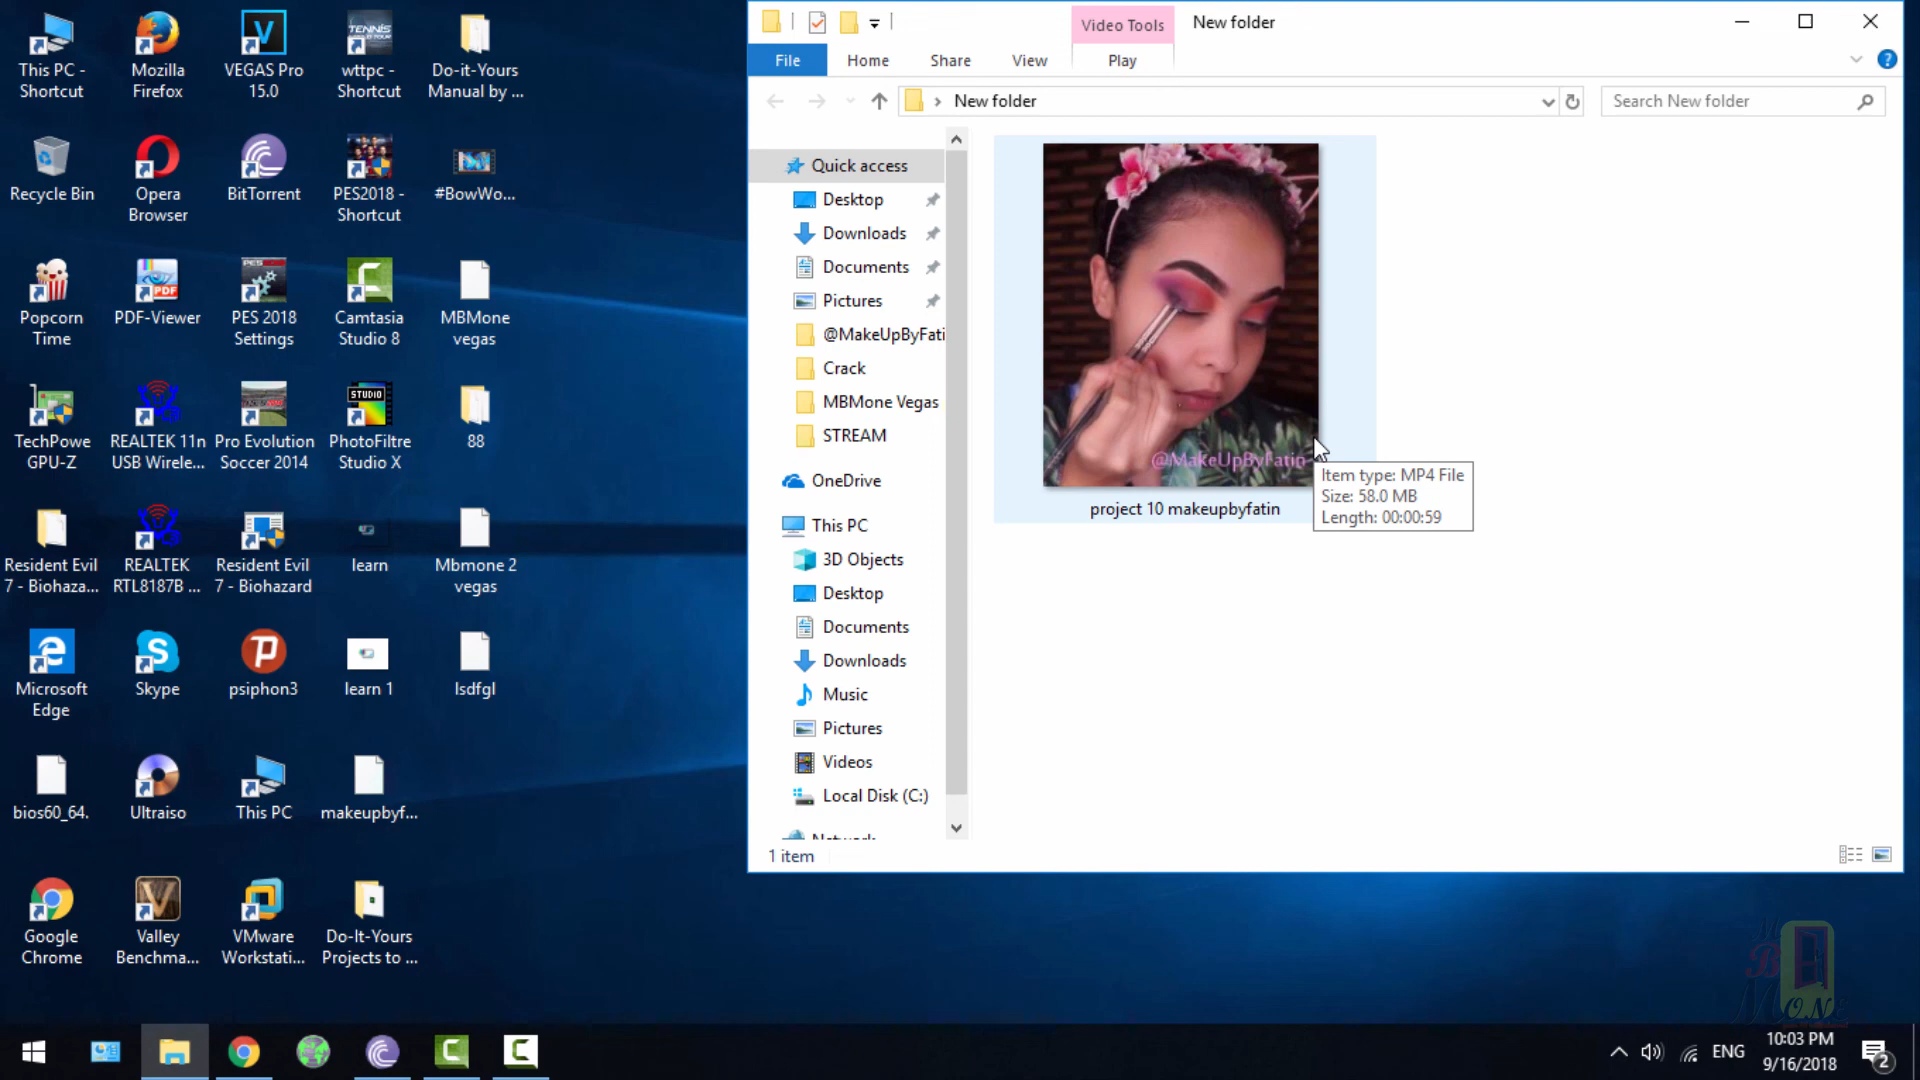 This PC -
Shortcut
Mozilla
Firefox
VEGAS Pro
15.0
wttpc -
Shortcut
Do-it-Yours
Manual by ...
Recycle Bin
Opera
Browser
BitTorrent
PES2018 -
Shortcut
#BowWo...
Popcorn
Time
PDF-Viewer
PES 2018
Settings
Camtasia
Studio 8
MBMone
vegas
TechPowe
GPU-Z
REALTEK 11n
USB Wirele...
Pro Evolution
Soccer 2014
PhotoFiltre
Studio X
88
Resident Evil
7 - Biohaza...
REALTEK
RTL8187B ...
Resident Evil
7 - Biohazard
learn
Mbmone 2
vegas
Microsoft
Edge
Skype
psiphon3
learn 1
lsdfgl
bios60_64.
Ultraiso
This PC
makeupbyf...
Google
Chrome
Valley
Benchma...
VMware
Workstati...
Do-It-Yours
Projects to ...
Video Tools
New folder
File
Home
Share
View
Play
New folder
Search New folder
Quick access
Desktop
Downloads
Documents
Pictures
@MakeUpByFati
Crack
MBMone Vegas
STREAM
OneDrive
This PC
3D Objects
Desktop
Documents
Downloads
Music
Pictures
Videos
Local Disk (C:)
Network
@MakeUpByFatin
project 10 makeupbyfatin
Item type: MP4 File
Size: 58.0 MB
Length: 00:00:59
1 item
ENG
10:03 PM
9/16/2018
2